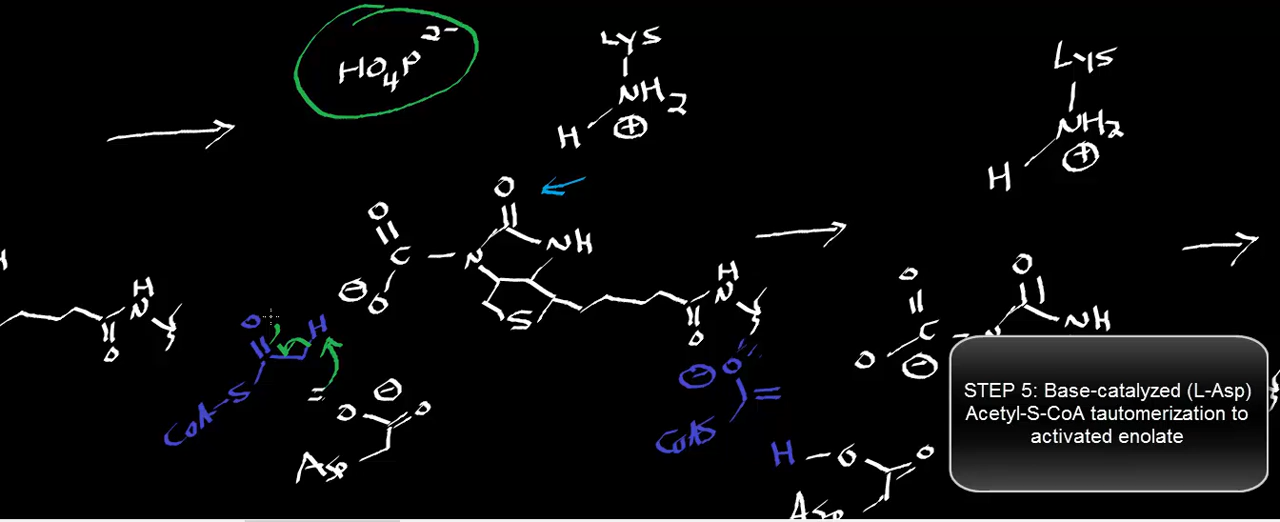 HO4P2-
LYS
NH2
H
⊕
LYS
NH2
H
⊕
O
O
C
N
NH
⊖
O
S
H
N
O
H
H
N
O
O
H
S
CoA
⊖
O
O
Asp
⊖
O
CoAS
H
O
O
Asp
O
C
O
⊖
O
N
NH
STEP 5: Base-catalyzed (L-Asp)
Acetyl-S-CoA tautomerization to
activated enolate